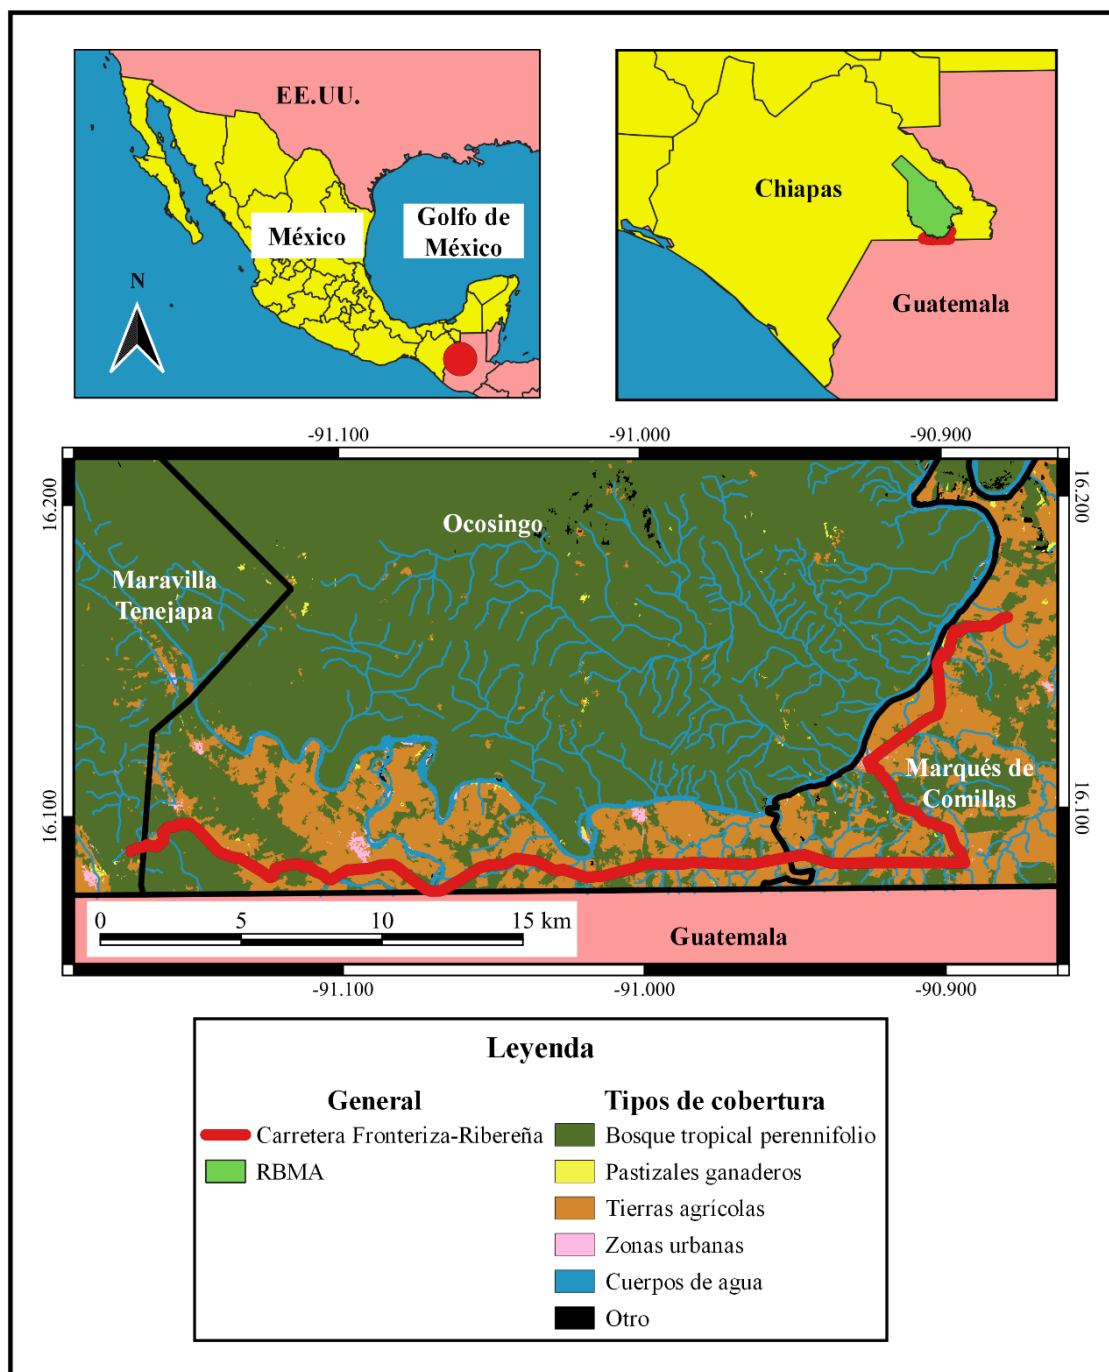 EE.UU.
México
Golfo de
México
N
Chiapas
Guatemala
-91.100
-91.000
-90.900
16.200
16.200
Ocosingo
Maravilla
Tenejapa
Marqués de
Comillas
16.100
16.100
0
5
10
15 km
Guatemala
-91.100
-91.000
-90.900
Leyenda
General
Carretera Fronteriza-Ribereña
RBMA
Tipos de cobertura
Bosque tropical perennifolio
Pastizales ganaderos
Tierras agrícolas
Zonas urbanas
Cuerpos de agua
Otro